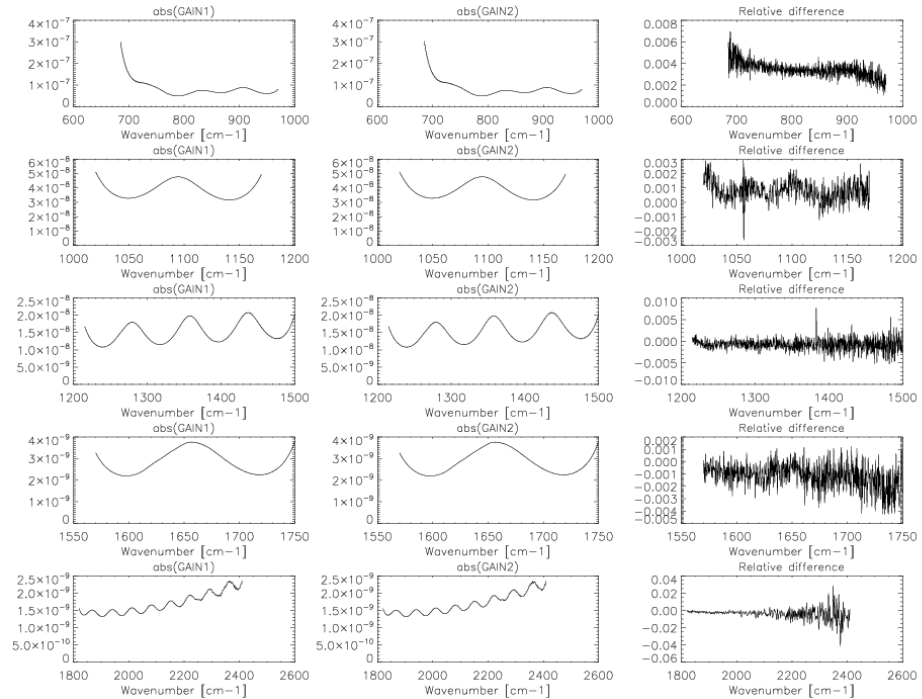 abs(GAIN1) abs(GAIN2) Relative difference
4×10⁻⁷ 4×10⁻⁷ 0.008
3×10⁻⁷ 3×10⁻⁷ 0.006
2×10⁻⁷ 2×10⁻⁷ 0.004
1×10⁻⁷ 1×10⁻⁷ 0.002
0 0 0.000
600 700 800 900 1000 600 700 800 900 1000 600 700 800 900 1000
Wavenumber [cm-1] Wavenumber [cm-1] Wavenumber [cm-1]
abs(GAIN1) abs(GAIN2) Relative difference
6×10⁻⁸ 6×10⁻⁸ 0.003
5×10⁻⁸ 5×10⁻⁸ 0.002
4×10⁻⁸ 4×10⁻⁸ 0.001
3×10⁻⁸ 3×10⁻⁸ 0.000
2×10⁻⁸ 2×10⁻⁸ −0.001
1×10⁻⁸ 1×10⁻⁸ −0.002
0 0 −0.003
1000 1050 1100 1150 1200 1000 1050 1100 1150 1200 1000 1050 1100 1150 1200
Wavenumber [cm-1] Wavenumber [cm-1] Wavenumber [cm-1]
abs(GAIN1) abs(GAIN2) Relative difference
2.5×10⁻⁸ 2.5×10⁻⁸ 0.010
2.0×10⁻⁸ 2.0×10⁻⁸ 0.005
1.5×10⁻⁸ 1.5×10⁻⁸ 0.000
1.0×10⁻⁸ 1.0×10⁻⁸ −0.005
5.0×10⁻⁹ 5.0×10⁻⁹ −0.010
0 0
1200 1300 1400 1500 1200 1300 1400 1500 1200 1300 1400 1500
Wavenumber [cm-1] Wavenumber [cm-1] Wavenumber [cm-1]
abs(GAIN1) abs(GAIN2) Relative difference
4×10⁻⁹ 4×10⁻⁹ 0.002
3×10⁻⁹ 3×10⁻⁹ 0.001
2×10⁻⁹ 2×10⁻⁹ 0.000
1×10⁻⁹ 1×10⁻⁹ −0.001
0 0 −0.002
−0.003
−0.004
−0.005
1550 1600 1650 1700 1750 1550 1600 1650 1700 1750 1550 1600 1650 1700 1750
Wavenumber [cm-1] Wavenumber [cm-1] Wavenumber [cm-1]
abs(GAIN1) abs(GAIN2) Relative difference
2.5×10⁻⁹ 2.5×10⁻⁹ 0.04
2.0×10⁻⁹ 2.0×10⁻⁹ 0.02
1.5×10⁻⁹ 1.5×10⁻⁹ 0.00
1.0×10⁻⁹ 1.0×10⁻⁹ −0.02
5.0×10⁻¹⁰ 5.0×10⁻¹⁰ −0.04
0 0 −0.06
1800 2000 2200 2400 2600 1800 2000 2200 2400 2600 1800 2000 2200 2400 2600
Wavenumber [cm-1] Wavenumber [cm-1] Wavenumber [cm-1]